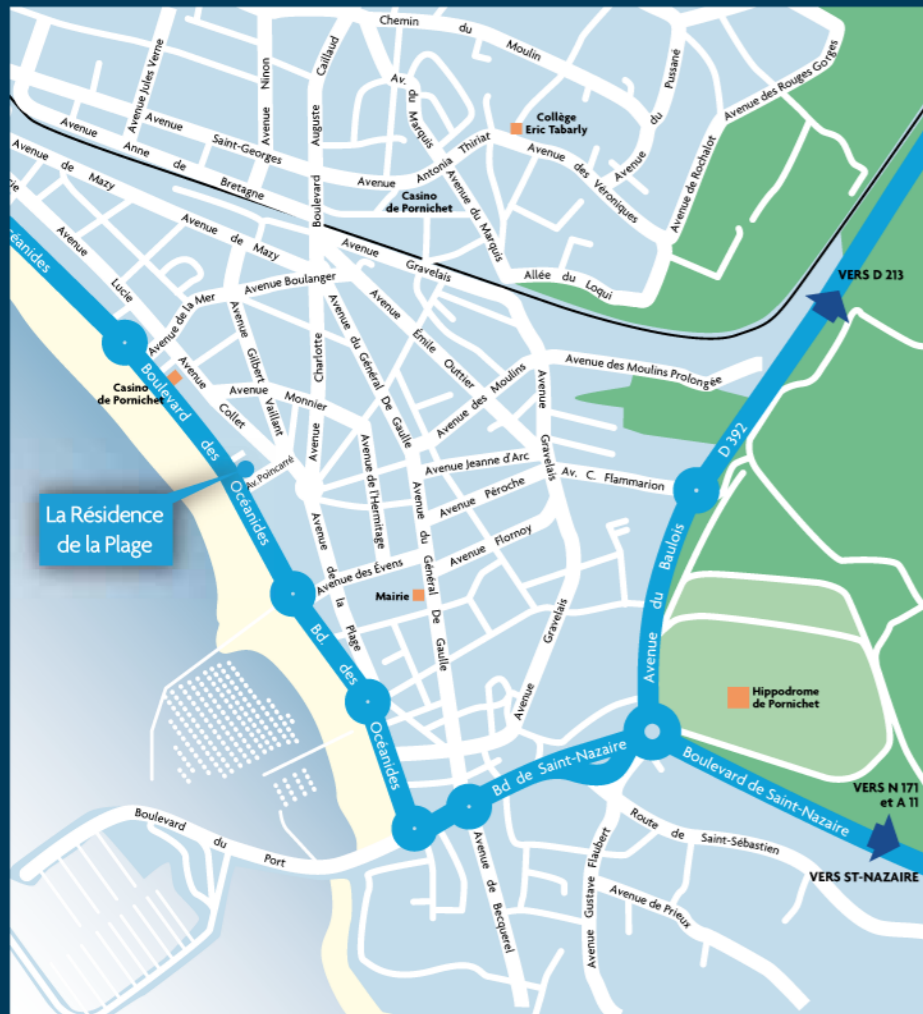 Chemin du Moulin
Caillaud
Auguste
Boulevard
Avenue Jules Verne
Avenue Ninon
Av. du Marquis
Pussané
du
Avenue
Avenue des Rouges Gorges
Collège
Eric Tabarly
Avenue Saint-Georges
Avenue Anne de Bretagne
Avenue Antonia Thiriat
Avenue des Véroniques
Avenue de Rochalot
Avenue de Mazy
Casino
de Pornichet
Avenue du Marquis
Avenue de Mazy
Avenue Gravelais
Allée du Loqui
VERS D 213
Océanides
Avenue Lucie
Avenue de la Mer
Avenue Boulanger
Avenue Gilbert Vaillant
Avenue Charlotte
Avenue du Général De Gaulle
Avenue Émile Outtier
Avenue des Moulins
Avenue des Moulins Prolongée
Casino
de Pornichet
Avenue Collet
Avenue Monnier
Avenue de l'Hermitage
Boulevard des Océanides
Av. Poincarré
Avenue Jeanne d'Arc
Avenue Gravelais
Av. C. Flammarion
D 392
La Résidence
de la Plage
Avenue Péroche
Avenue Flornoy
Avenue des Évens
Avenue de la Plage
Mairie
Avenue du Général De Gaulle
Avenue Gravelais
Avenue du Baulois
Bd. des Océanides
Hippodrome
de Pornichet
Bd de Saint-Nazaire
Boulevard de Saint-Nazaire
VERS N 171
et A 11
VERS ST-NAZAIRE
Boulevard du Port
Avenue de Becquerel
Avenue Gustave Flaubert
Route de Saint-Sébastien
Avenue de Prieux